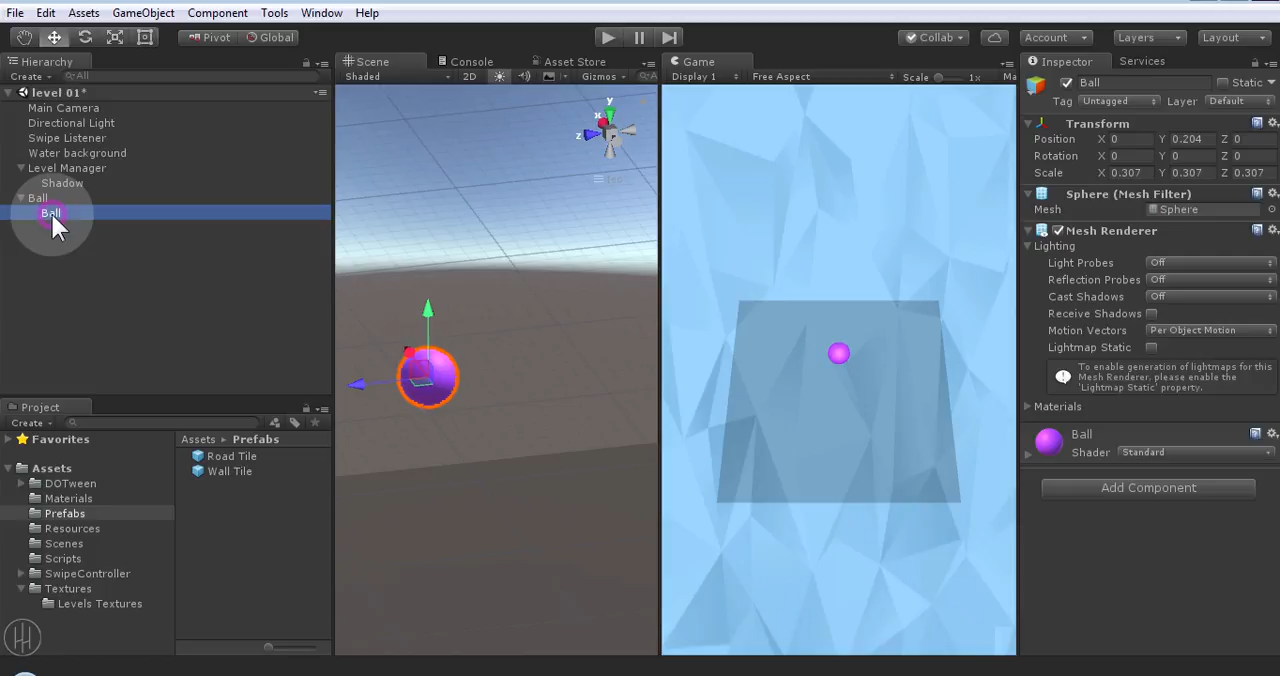 File Edit Assets GameObject Component Tools Window Help
Pivot Global Collab Account Layers Layout
Hierarchy
Create All
level 01*
Main Camera
Directional Light
Swipe Listener
Water background
Level Manager
Shadow
Ball
Ball
Scene Console Asset Store
Shaded 2D Gizmos All
y
x
z
Game
Display 1 Free Aspect Scale 1x Ma
Inspector Services
Ball Static
Tag Untagged Layer Default
Transform
Position X 0 Y 0.204 Z 0
Rotation X 0 Y 0 Z 0
Scale X 0.307 Y 0.307 Z 0.307
Sphere (Mesh Filter)
Mesh Sphere
Mesh Renderer
Lighting
Light Probes Off
Reflection Probes Off
Cast Shadows Off
Receive Shadows
Motion Vectors Per Object Motion
Lightmap Static
To enable generation of lightmaps for this
Mesh Renderer, please enable the
'Lightmap Static' property.
Materials
Ball
Shader Standard
Add Component
Project
Create
Favorites
Assets
DOTween
Materials
Prefabs
Resources
Scenes
Scripts
SwipeController
Textures
Levels Textures
Assets Prefabs
Road Tile
Wall Tile